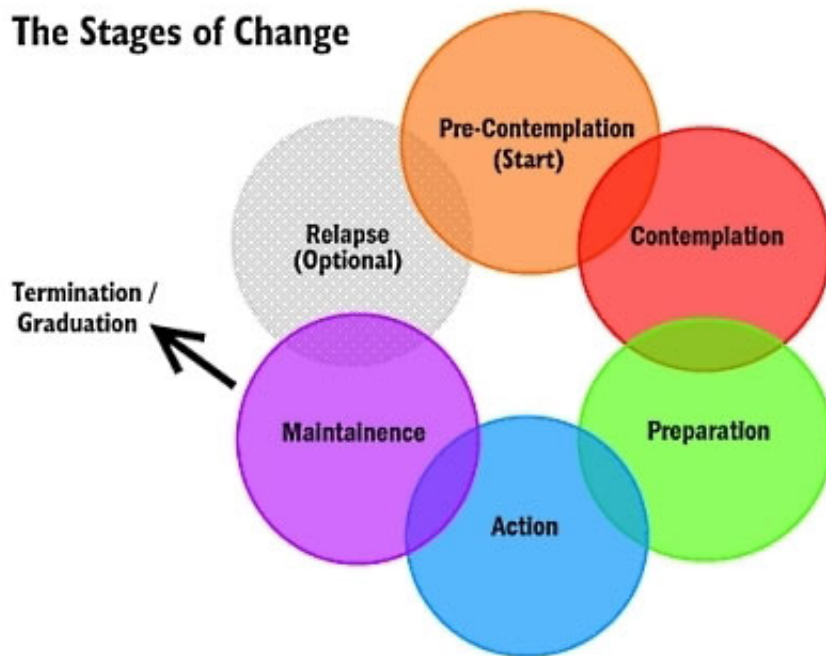 The Stages of Change
Pre-Contemplation
(Start)
Contemplation
Relapse
(Optional)
Termination /
Graduation
Maintainence
Preparation
Action